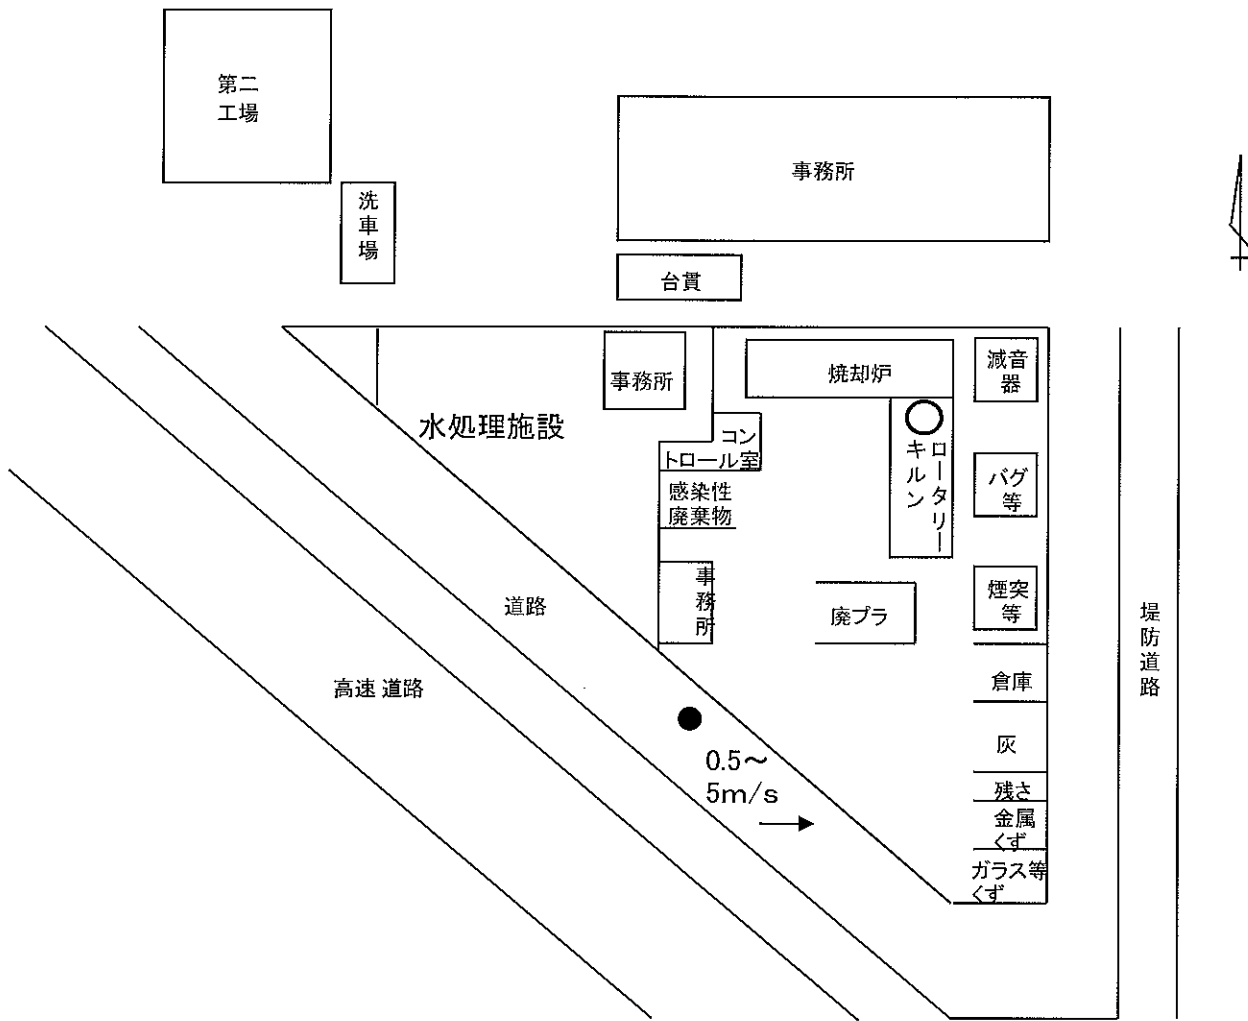 第二
工場
事務所
洗車場
台貫
事務所
焼却炉
減音
器
水処理施設
コン
トロール室
ロータリー
キルン
感染性
廃棄物
バグ
等
事務所
廃プラ
煙突
等
道路
堤防道路
高速 道路
倉庫
灰
0.5～
5m/s
残さ
金属
くず
ガラス等
くず